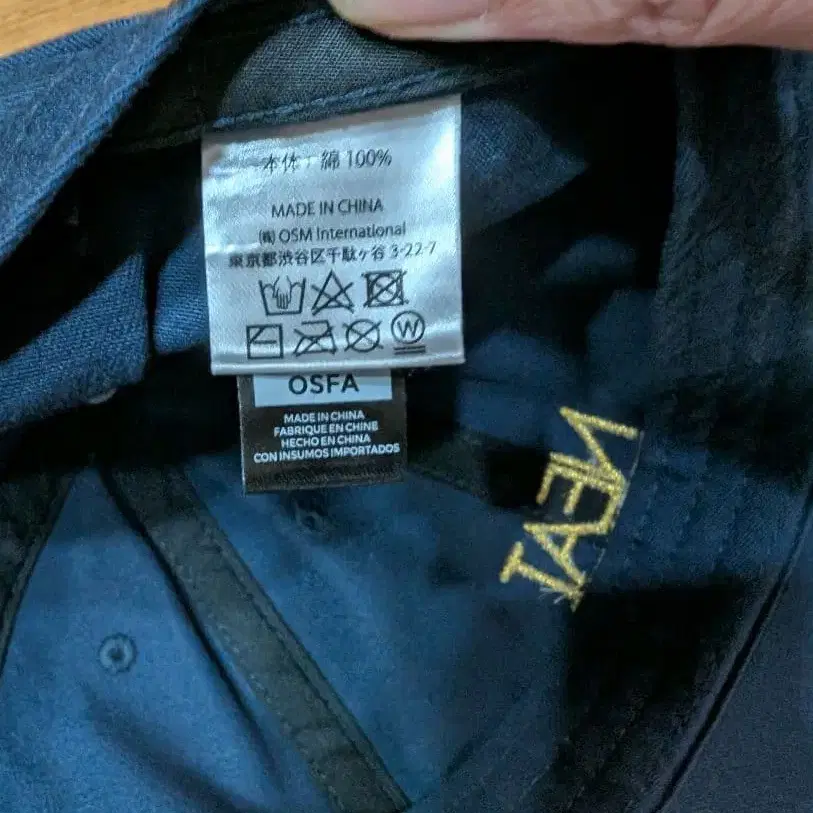 本体：綿 100%
MADE IN CHINA
㈱ OSM International
東京都渋谷区千駄ヶ谷 3-22-7
W
OSFA
MADE IN CHINA
FABRIQUE EN CHINE
HECHO EN CHINA
CON INSUMOS IMPORTADOS
NEAT